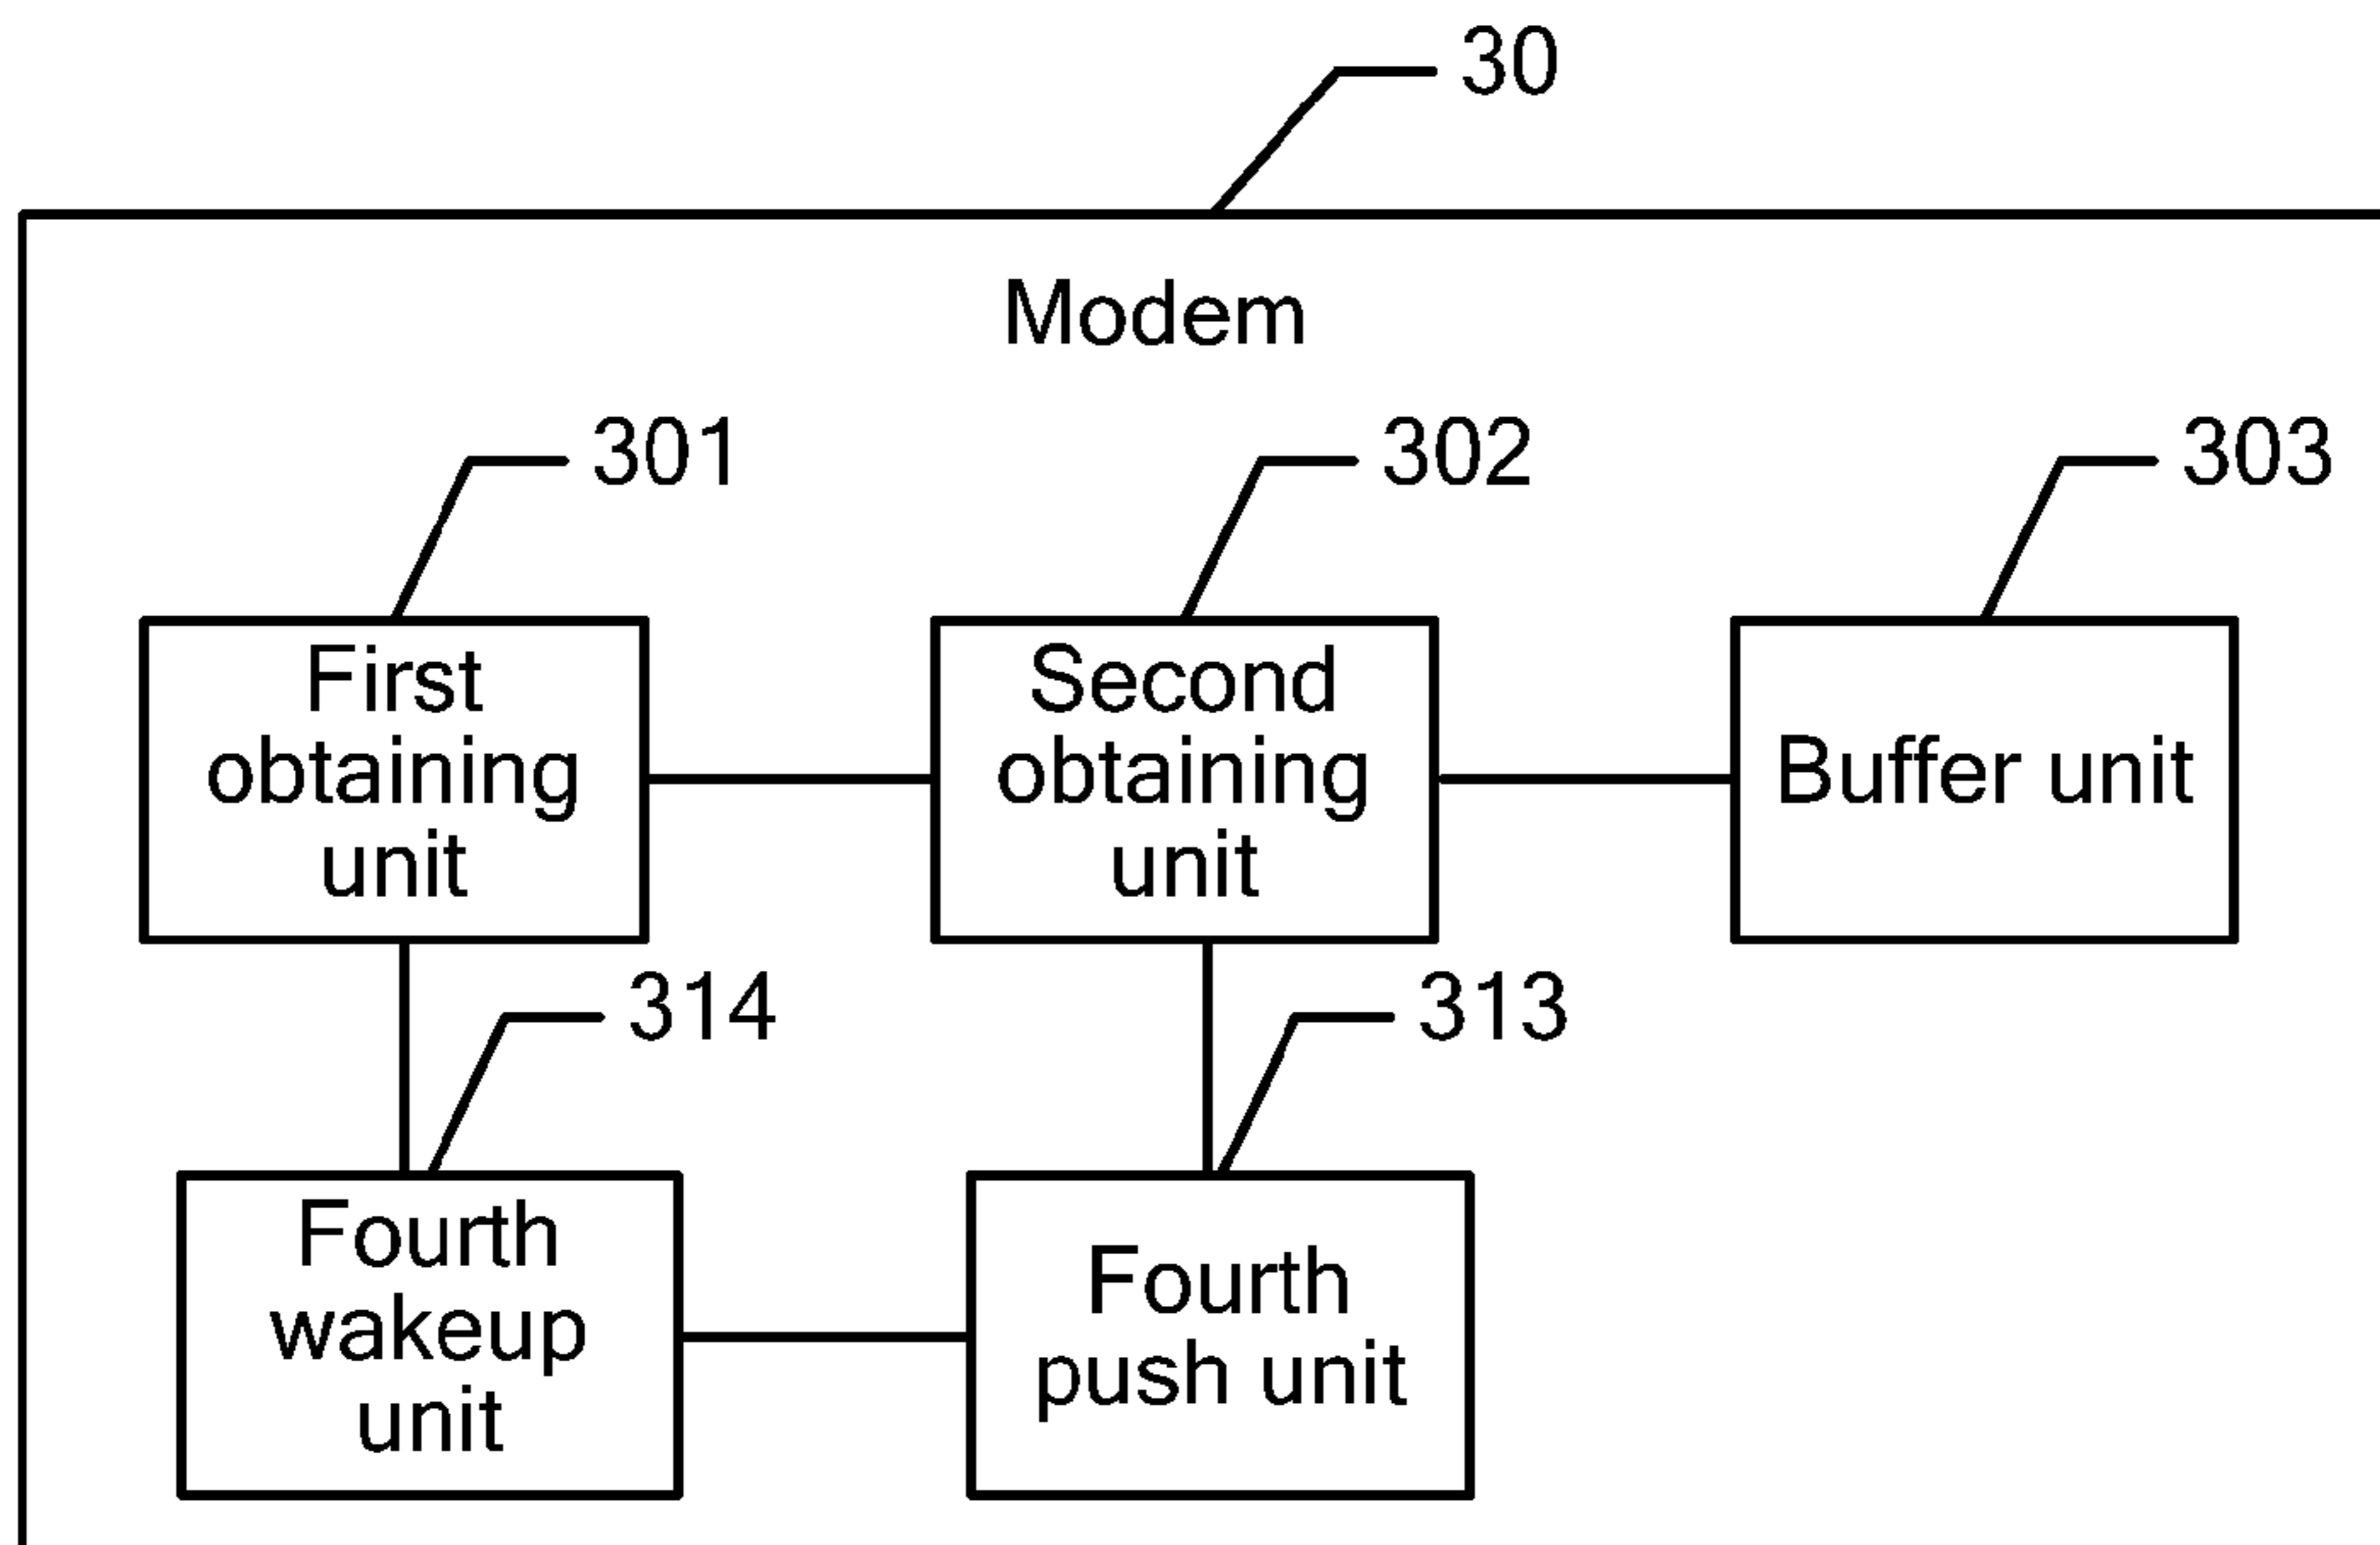 30
Modem
301
302
303
First
obtaining
unit
Second
obtaining
unit
Buffer unit
314
313
Fourth
wakeup
unit
Fourth
push unit